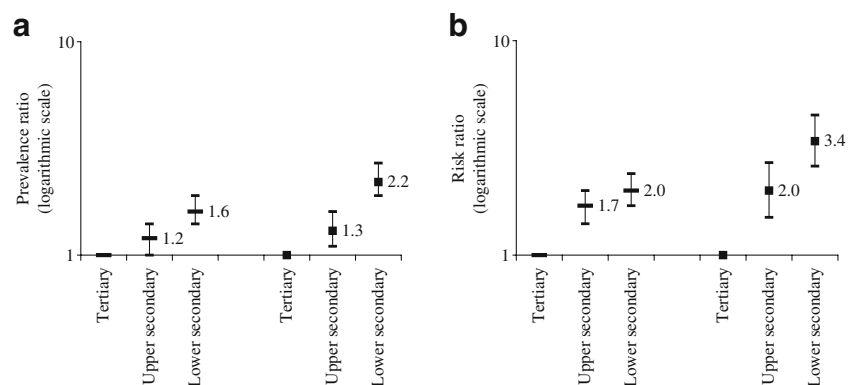 a
10
Prevalence ratio
(logarithmic scale)
1.2
1.6
1.3
2.2
1
Tertiary
Upper secondary
Lower secondary
Tertiary
Upper secondary
Lower secondary
b
10
Risk ratio
(logarithmic scale)
1.7
2.0
2.0
3.4
1
Tertiary
Upper secondary
Lower secondary
Tertiary
Upper secondary
Lower secondary